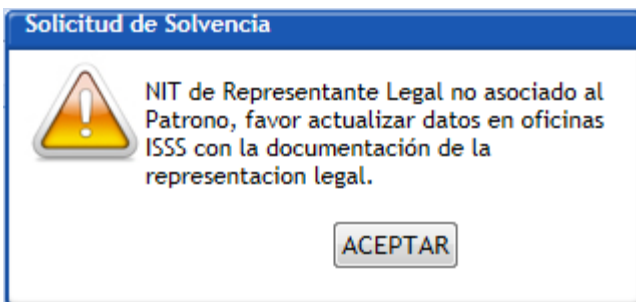 Solicitud de Solvencia
NIT de Representante Legal no asociado al
Patrono, favor actualizar datos en oficinas
ISSS con la documentación de la
representacion legal.
ACEPTAR